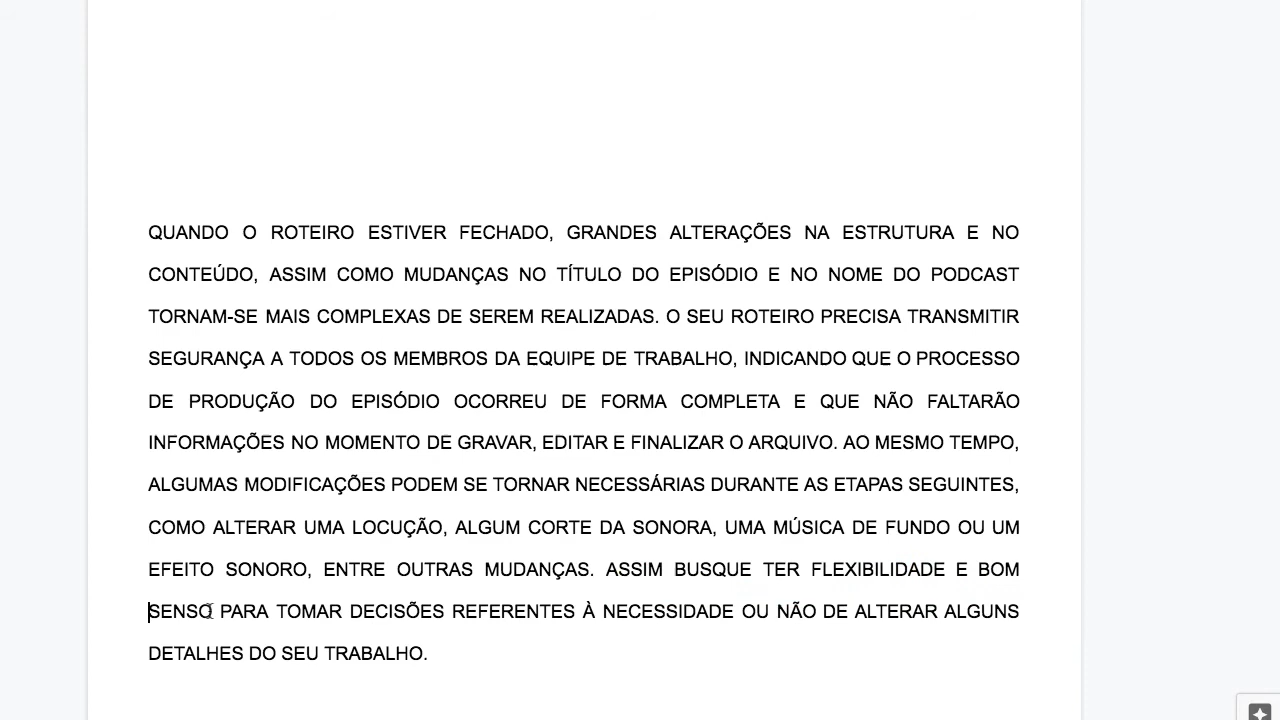 QUANDO O ROTEIRO ESTIVER FECHADO, GRANDES ALTERAÇÕES NA ESTRUTURA E NO
CONTEÚDO, ASSIM COMO MUDANÇAS NO TÍTULO DO EPISÓDIO E NO NOME DO PODCAST
TORNAM-SE MAIS COMPLEXAS DE SEREM REALIZADAS. O SEU ROTEIRO PRECISA TRANSMITIR
SEGURANÇA A TODOS OS MEMBROS DA EQUIPE DE TRABALHO, INDICANDO QUE O PROCESSO
DE PRODUÇÃO DO EPISÓDIO OCORREU DE FORMA COMPLETA E QUE NÃO FALTARÃO
INFORMAÇÕES NO MOMENTO DE GRAVAR, EDITAR E FINALIZAR O ARQUIVO. AO MESMO TEMPO,
ALGUMAS MODIFICAÇÕES PODEM SE TORNAR NECESSÁRIAS DURANTE AS ETAPAS SEGUINTES,
COMO ALTERAR UMA LOCUÇÃO, ALGUM CORTE DA SONORA, UMA MÚSICA DE FUNDO OU UM
EFEITO SONORO, ENTRE OUTRAS MUDANÇAS. ASSIM BUSQUE TER FLEXIBILIDADE E BOM
SENSO PARA TOMAR DECISÕES REFERENTES À NECESSIDADE OU NÃO DE ALTERAR ALGUNS
DETALHES DO SEU TRABALHO.